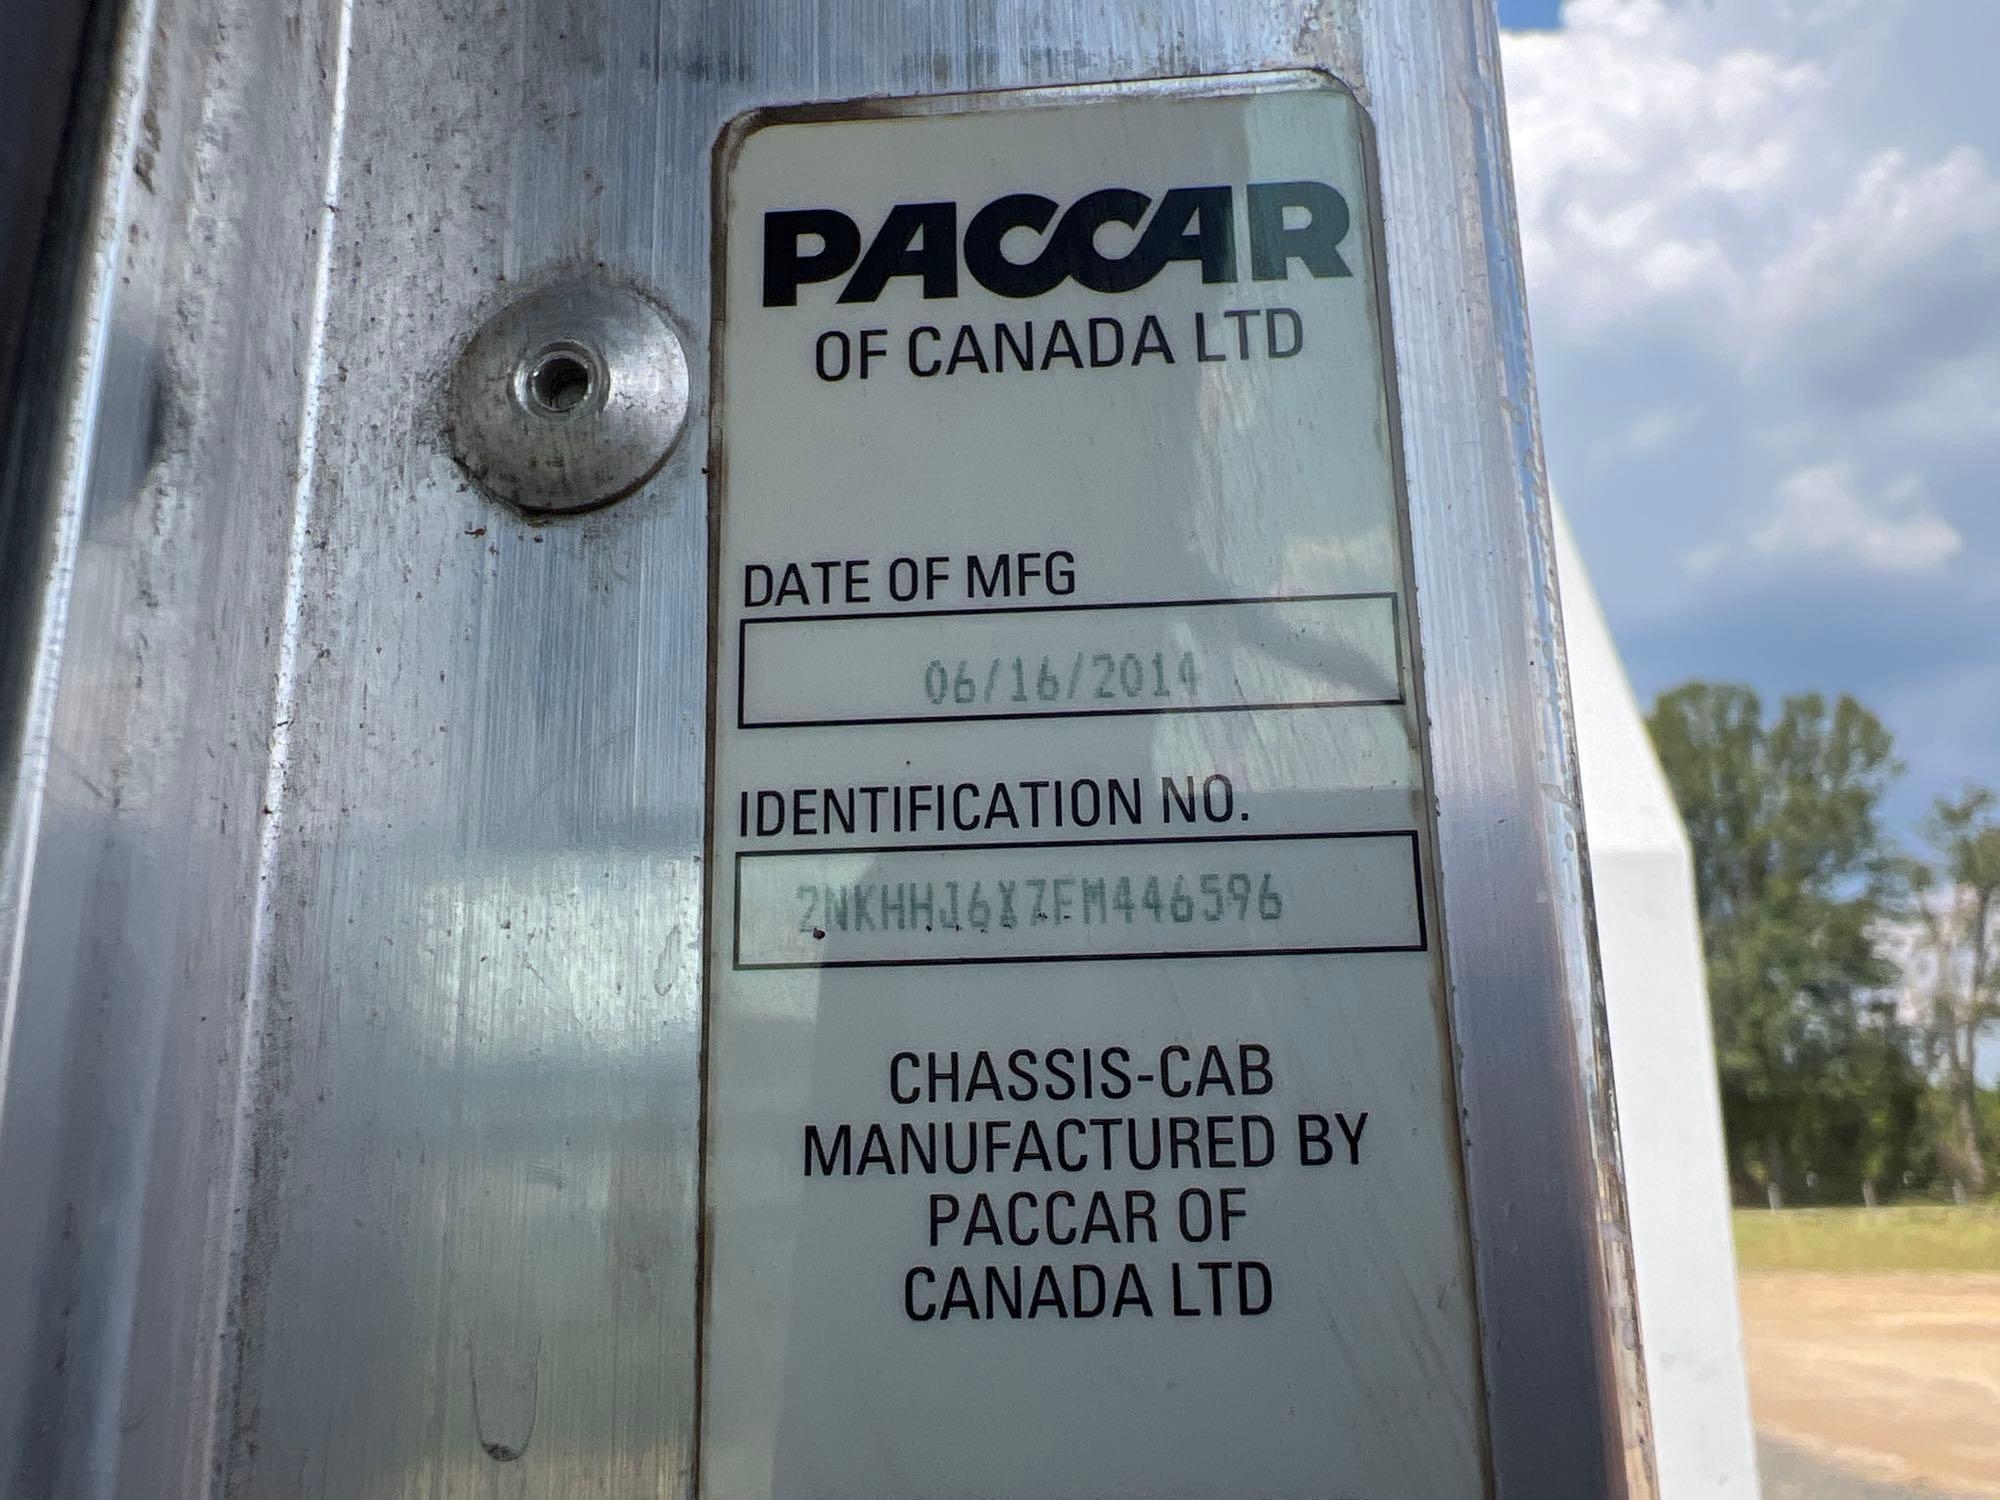 PACCAR
OF CANADA LTD
DATE OF MFG
06/16/2014
IDENTIFICATION NO.
2NKHHJ6X7FM446596
CHASSIS-CAB
MANUFACTURED BY
PACCAR OF
CANADA LTD